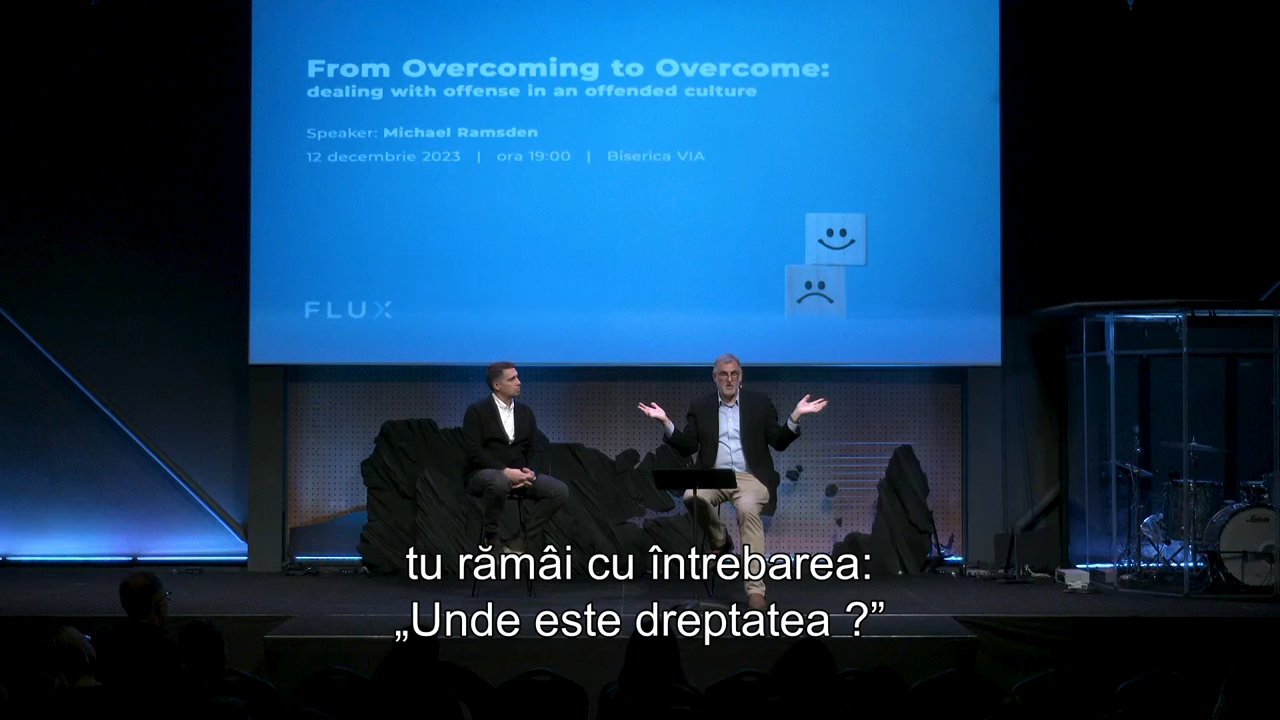 From Overcoming to Overcome:
dealing with offense in an offended culture
Speaker: Michael Ramsden
12 decembrie 2023 | ora 19:00 | Biserica VIA
FLUX
tu rămâi cu întrebarea:
„Unde este dreptatea ?”